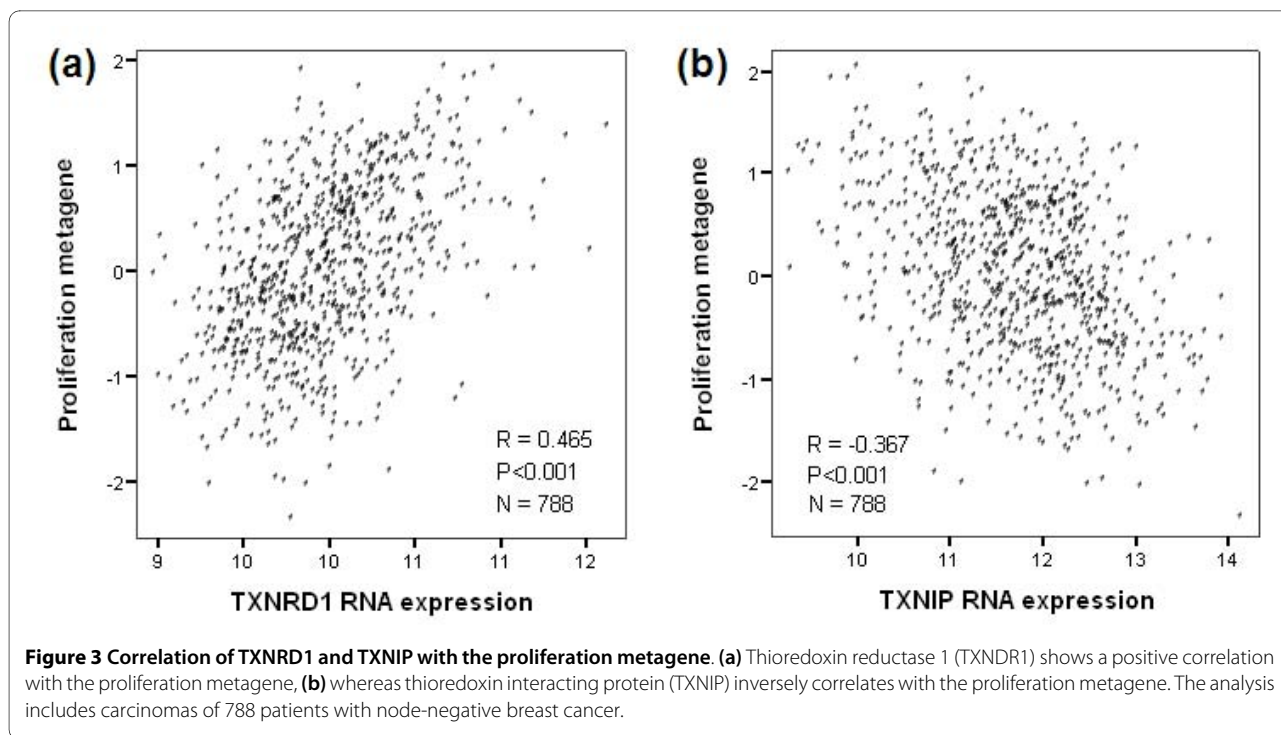 (a)
2
1
0
-1
-2
Proliferation metagene
R = 0.465
P<0.001
N = 788
9 10 10 11 11 12
TXNRD1 RNA expression
(b)
2
1
0
-1
-2
Proliferation metagene
R = -0.367
P<0.001
N = 788
10 11 12 13 14
TXNIP RNA expression
Figure 3 Correlation of TXNRD1 and TXNIP with the proliferation metagene. (a) Thioredoxin reductase 1 (TXNDR1) shows a positive correlation
with the proliferation metagene, (b) whereas thioredoxin interacting protein (TXNIP) inversely correlates with the proliferation metagene. The analysis
includes carcinomas of 788 patients with node-negative breast cancer.